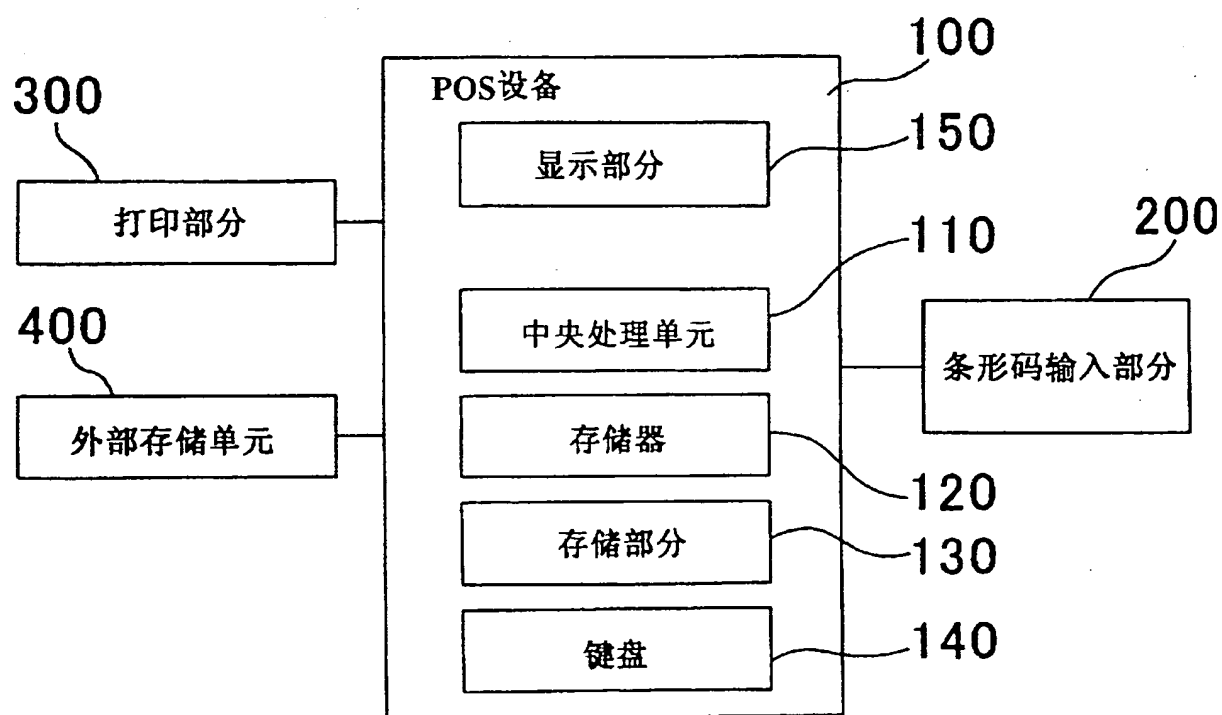 100
POS设备
300
150
显示部分
打印部分
110
200
中央处理单元
400
条形码输入部分
外部存储单元
存储器
120
存储部分
130
键盘
140